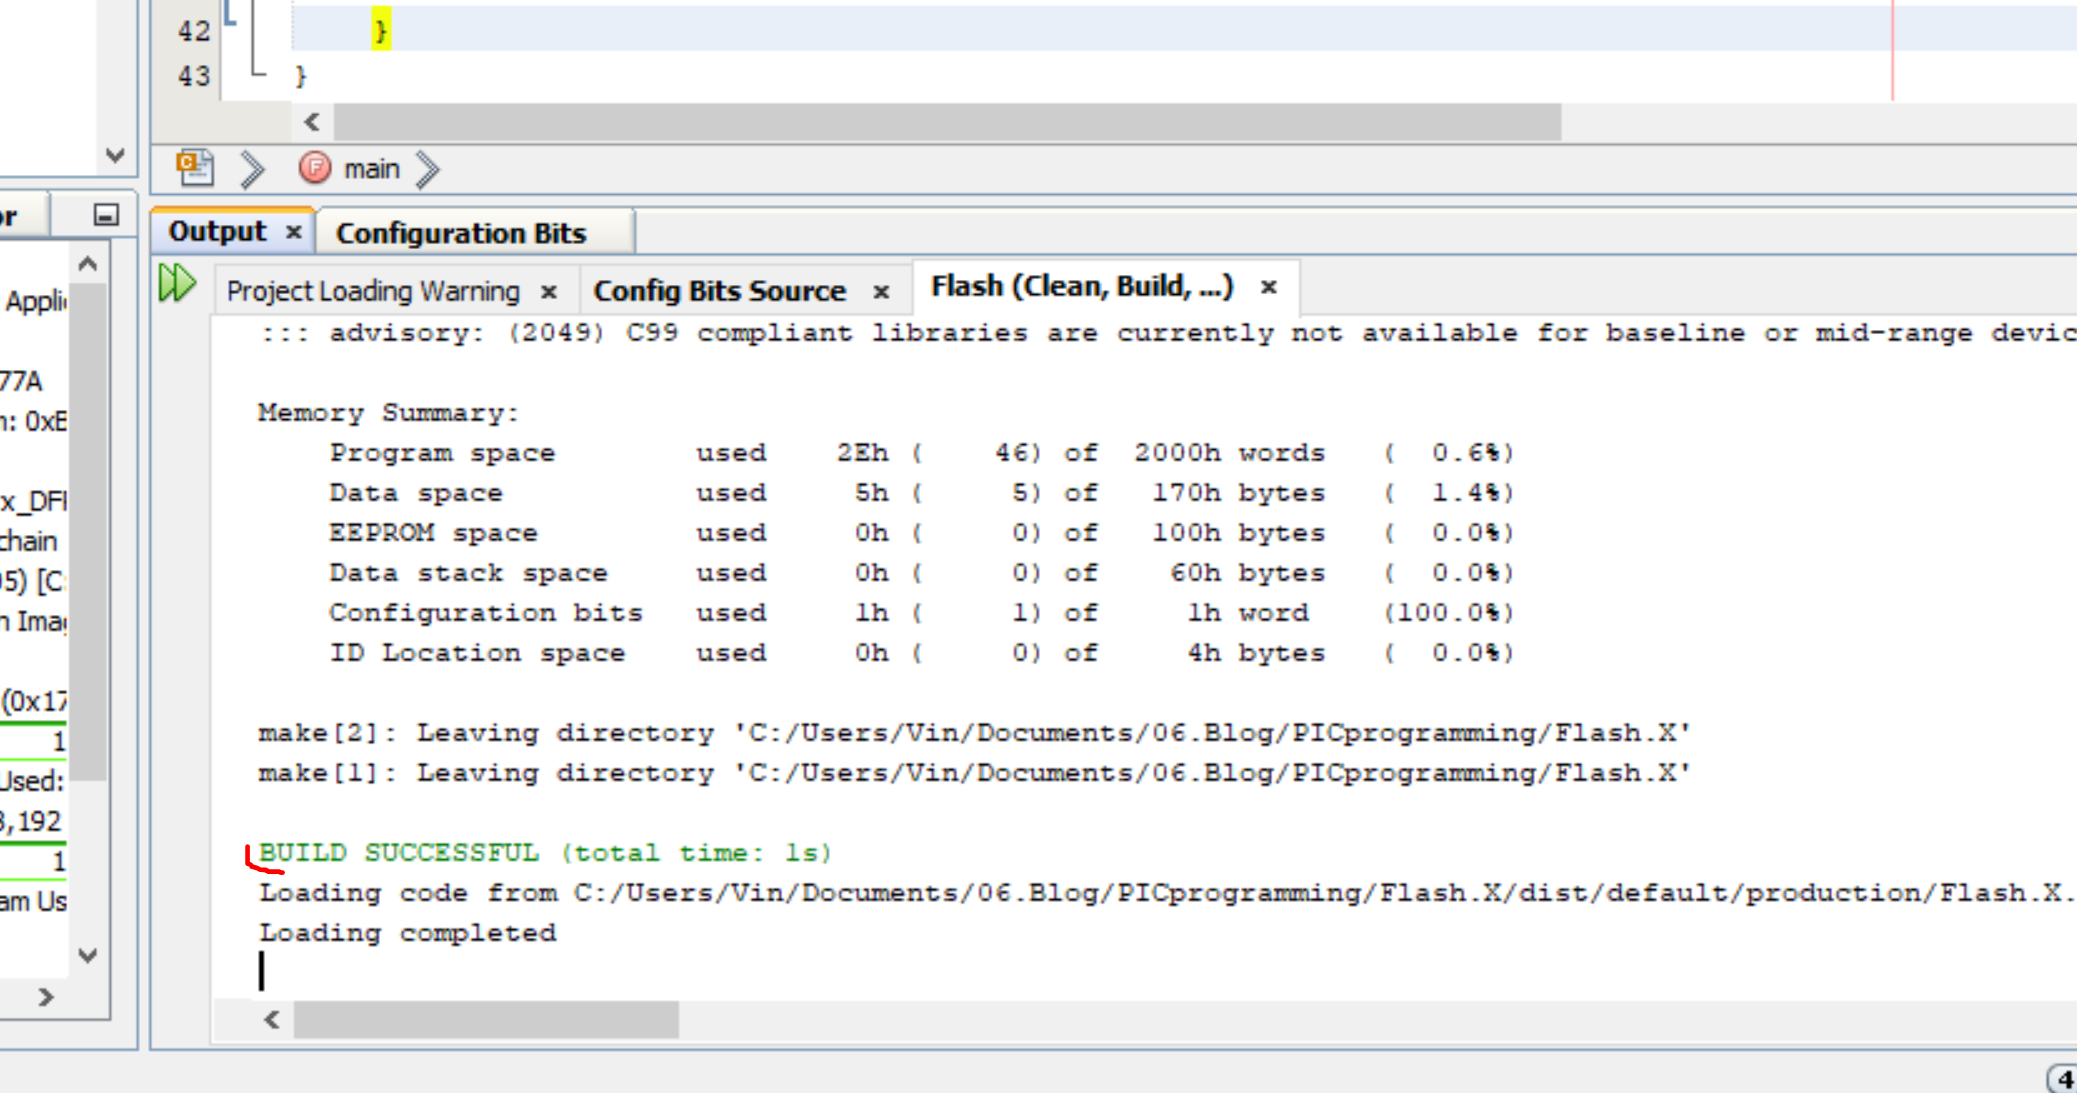 42 }
43 }
main
or
Output × Configuration Bits
Project Loading Warning × Config Bits Source × Flash (Clean, Build, ...) ×
::: advisory: (2049) C99 compliant libraries are currently not available for baseline or mid-range devic
Memory Summary:
Program space used 2Eh ( 46) of 2000h words ( 0.6%)
Data space used 5h ( 5) of 170h bytes ( 1.4%)
EEPROM space used 0h ( 0) of 100h bytes ( 0.0%)
Data stack space used 0h ( 0) of 60h bytes ( 0.0%)
Configuration bits used 1h ( 1) of 1h word (100.0%)
ID Location space used 0h ( 0) of 4h bytes ( 0.0%)
make[2]: Leaving directory 'C:/Users/Vin/Documents/06.Blog/PICprogramming/Flash.X'
make[1]: Leaving directory 'C:/Users/Vin/Documents/06.Blog/PICprogramming/Flash.X'
BUILD SUCCESSFUL (total time: 1s)
Loading code from C:/Users/Vin/Documents/06.Blog/PICprogramming/Flash.X/dist/default/production/Flash.X.
Loading completed
Appli
77A
n: 0xB
x_DFP
chain
05) [C:
n Imag
(0x17
1
Used:
8,192
1
am Us
4